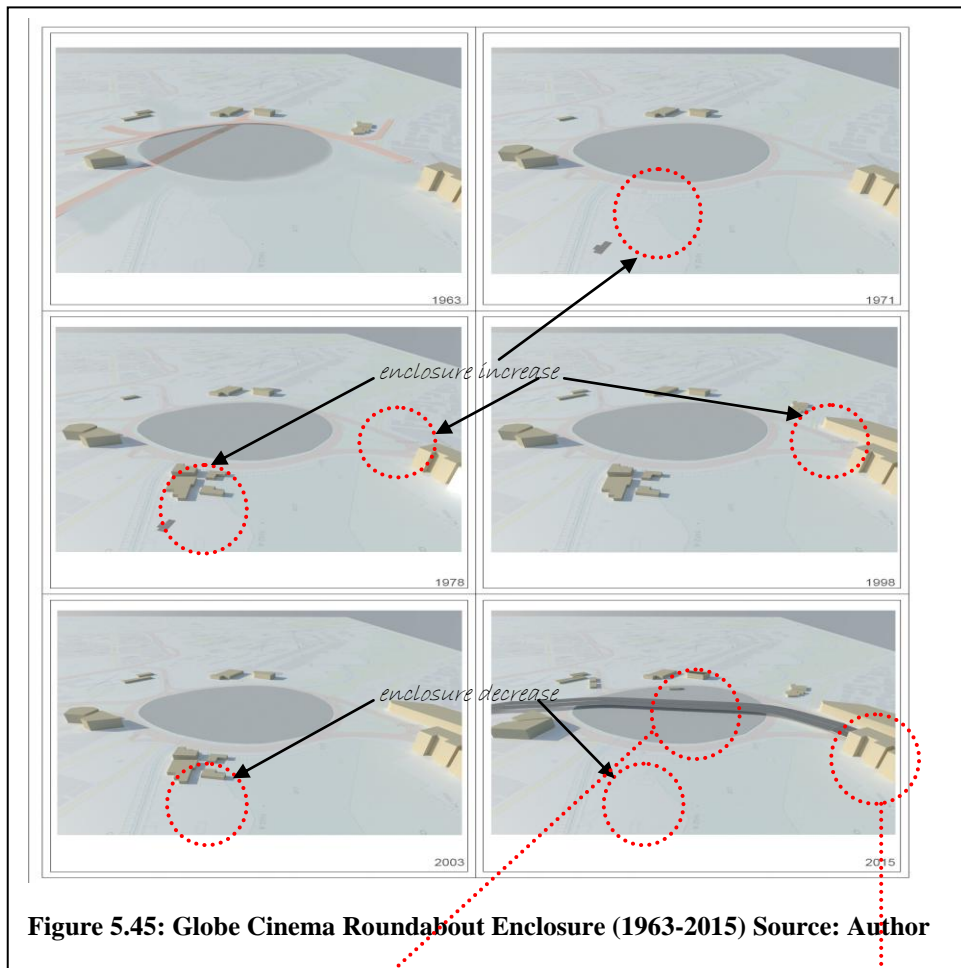 1963
1971
enclosure increase
1978
1998
enclosure decrease
2003
2015
Figure 5.45: Globe Cinema Roundabout Enclosure (1963-2015) Source: Author